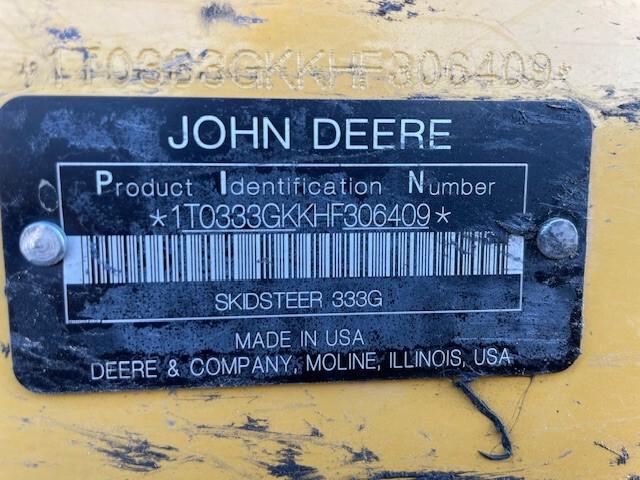 *1T0333GKKHF306409*
JOHN DEERE
Product Identification Number
*1T0333GKKHF306409*
SKIDSTEER 333G
MADE IN USA
DEERE & COMPANY, MOLINE, ILLINOIS, USA